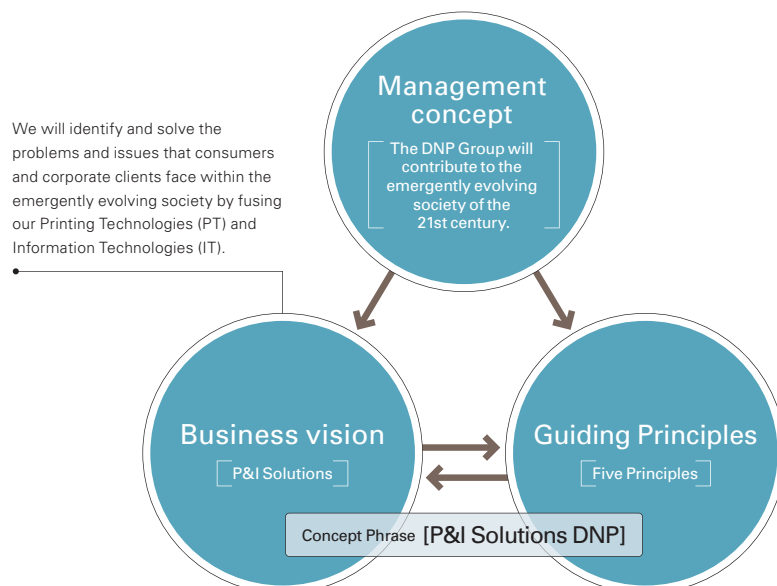 Management
concept
The DNP Group will
contribute to the
emergently evolving
society of the
21st century.
We will identify and solve the
problems and issues that consumers
and corporate clients face within the
emergently evolving society by fusing
our Printing Technologies (PT) and
Information Technologies (IT).
Business vision
P&I Solutions
Guiding Principles
Five Principles
Concept Phrase [P&I Solutions DNP]